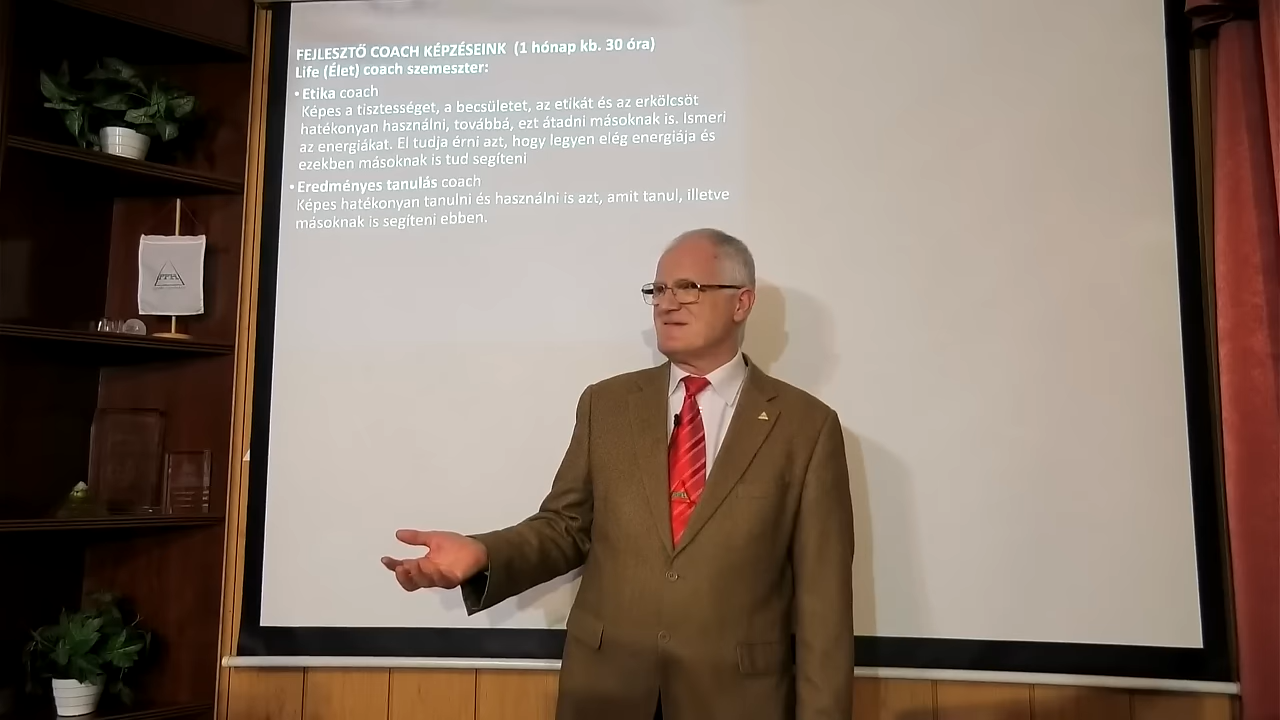 FEJLESZTŐ COACH KÉPZÉSEINK (1 hónap kb. 30 óra)
Life (Élet) coach szemeszter:
• Etika coach
Képes a tisztességet, a becsületet, az etikát és az erkölcsöt
hatékonyan használni, továbbá, ezt átadni másoknak is. Ismeri
az energiákat. El tudja érni azt, hogy legyen elég energiája és
ezekben másoknak is tud segíteni
• Eredményes tanulás coach
Képes hatékonyan tanulni és használni is azt, amit tanul, illetve
másoknak is segíteni ebben.